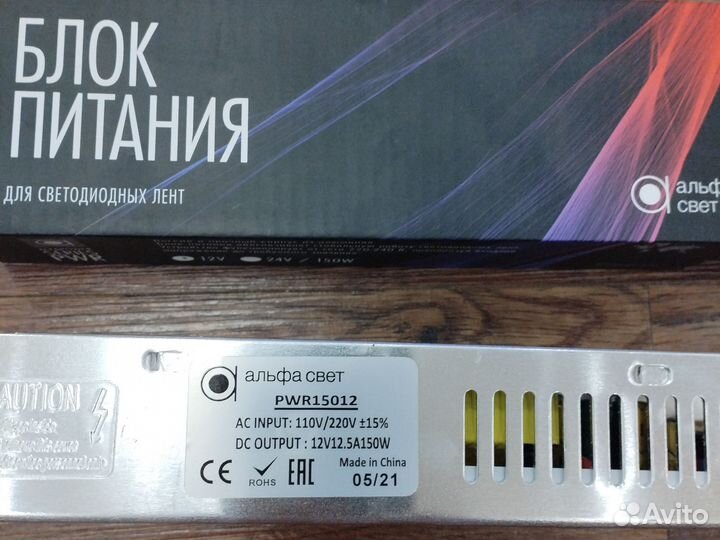 БЛОК
ПИТАНИЯ
ДЛЯ СВЕТОДИОДНЫХ ЛЕНТ
альфа
свет
12V 24V / 150W
CAUTION
альфа свет
PWR15012
AC INPUT: 110V/220V ±15%
DC OUTPUT : 12V12.5A150W
CE ROHS EAC Made in China
05/21
Avito